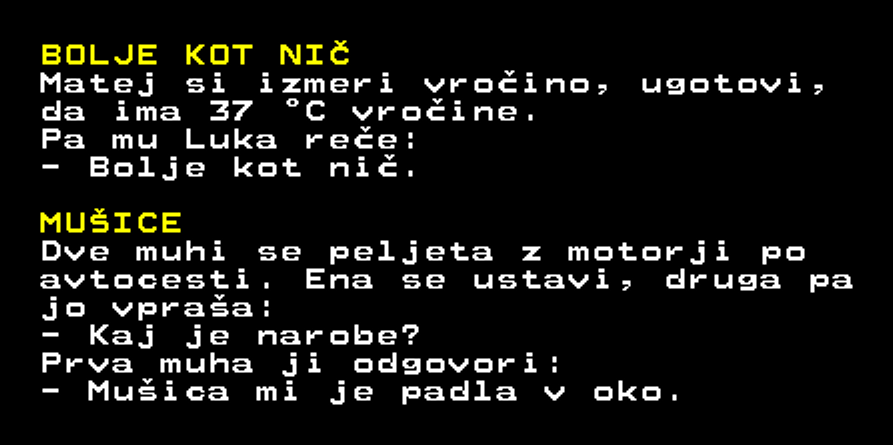 BOLJE KOT NIČ
Matej si izmeri vročino, ugotovi,
da ima 37 °C vročine.
Pa mu Luka reče:
- Bolje kot nič.
MUŠICE
Dve muhi se peljeta z motorji po
avtocesti. Ena se ustavi, druga pa
jo vpraša:
- Kaj je narobe?
Prva muha ji odgovori:
- Mušica mi je padla v oko.